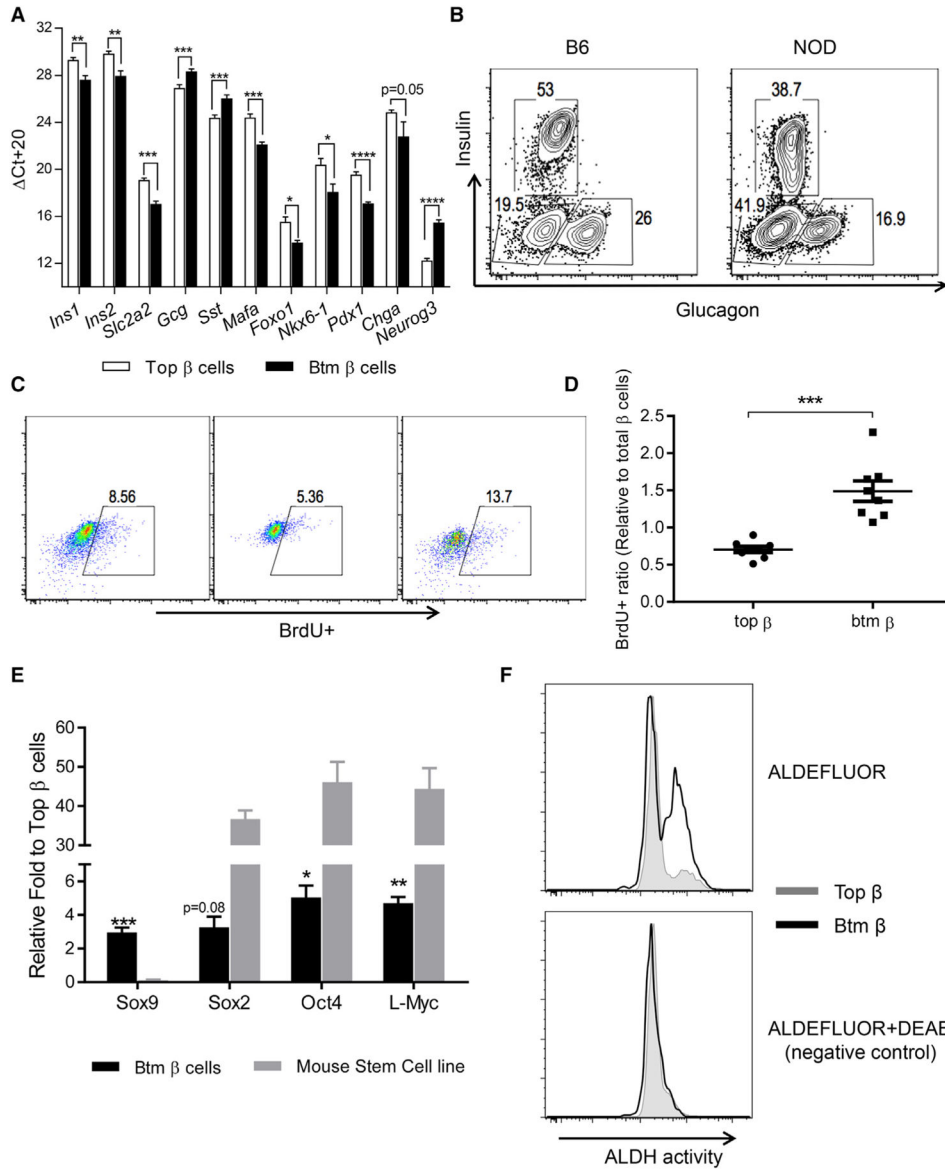 A
ΔCt+20
32
28
24
20
16
12
** ** *** *** *** *** * * **** p=0.05 ****
Ins1 Ins2 Slc2a2 Gcg Sst Mafa Foxo1 Nkx6-1 Pdx1 Chga Neurog3
Top β cells Btm β cells
B
B6 NOD
Insulin
53 38.7
19.5 26 41.9 16.9
Glucagon
C
8.56 5.36 13.7
BrdU+
D
BrdU+ ratio (Relative to total β cells)
***
2.5
2.0
1.5
1.0
0.5
0.0
top β btm β
E
Relative Fold to Top β cells
60
50
40
30
6
4
2
0
*** p=0.08 * **
Sox9 Sox2 Oct4 L-Myc
Btm β cells Mouse Stem Cell line
F
ALDEFLUOR
Top β
Btm β
ALDEFLUOR+DEAB
(negative control)
ALDH activity